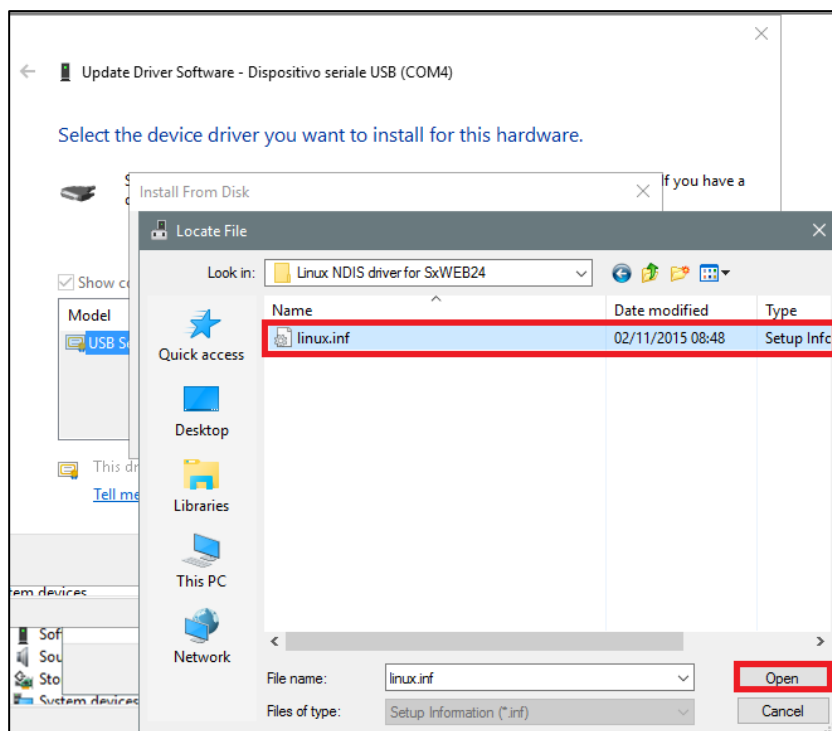 Update Driver Software - Dispositivo seriale USB (COM4)
Select the device driver you want to install for this hardware.
If you have a
Install From Disk
Locate File
Look in: Linux NDIS driver for SxWEB24
Show
Model
USB
This
Tell me
Name Date modified Type
linux.inf 02/11/2015 08:48 Setup
Quick access
Desktop
Libraries
This PC
Network
File name: linux.inf Open
Files of type: Setup Information (*.inf) Cancel
devices
System devices